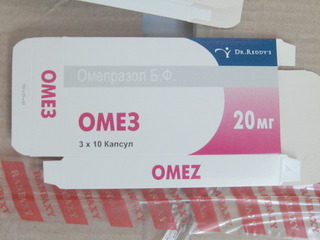 DR.REDDY'S
Омепразол Б.Ф.
ОМЕЗ
ОМЕЗ
20 мг
3 х 10 Капсул
OMEZ